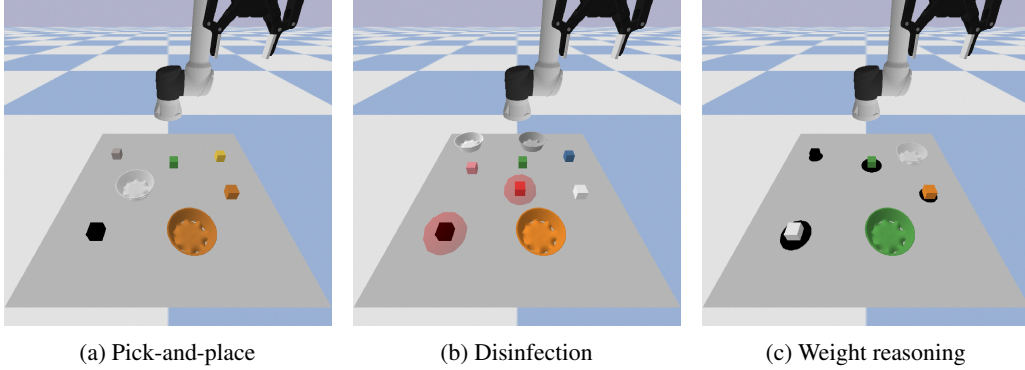 (a) Pick-and-place
(b) Disinfection
(c) Weight reasoning